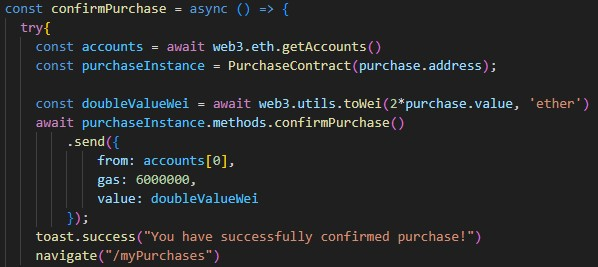 const confirmPurchase = async () => {
  try{
    const accounts = await web3.eth.getAccounts()
    const purchaseInstance = PurchaseContract(purchase.address);

    const doubleValueWei = await web3.utils.toWei(2*purchase.value, 'ether')
    await purchaseInstance.methods.confirmPurchase()
        .send({
            from: accounts[0],
            gas: 6000000,
            value: doubleValueWei
        });
    toast.success("You have successfully confirmed purchase!")
    navigate("/myPurchases")